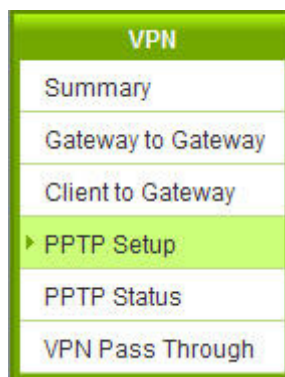 VPN
Summary
Gateway to Gateway
Client to Gateway
PPTP Setup
PPTP Status
VPN Pass Through